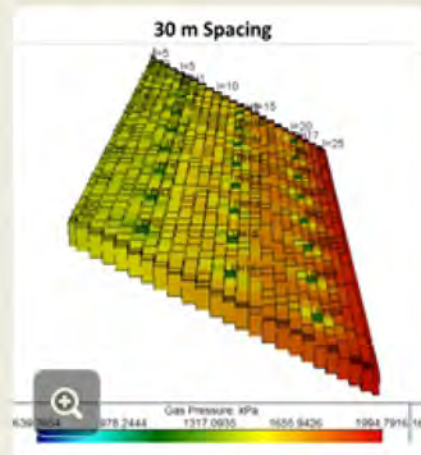 30 m Spacing
I=5
I=10
I=15
I=20
I=25
Gas Pressure: kPa
978.2444 1317.0935 1655.9426 1994.7916